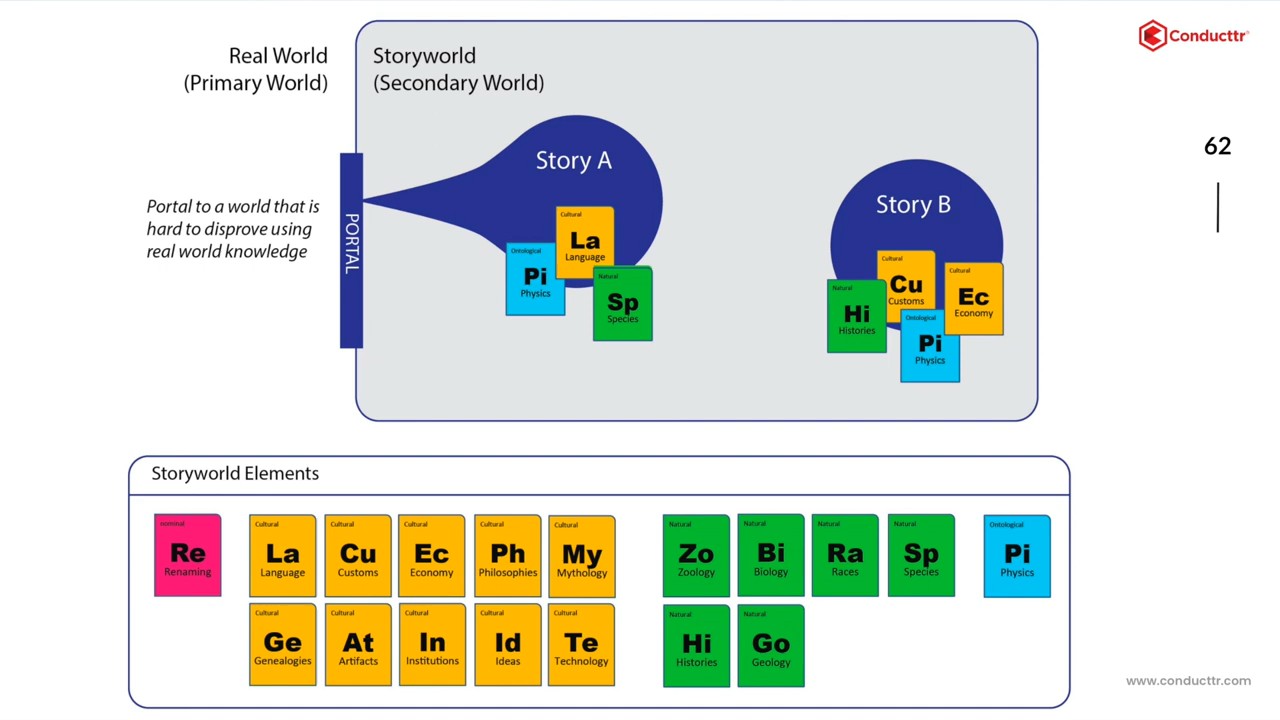 Conducttr
Real World
(Primary World)
Storyworld
(Secondary World)
62
Story A
Story B
Portal to a world that is
hard to disprove using
real world knowledge
PORTAL
Cultural
La
Language
Ontological
Pi
Physics
Natural
Sp
Species
Cultural
Cu
Customs
Cultural
Ec
Economy
Natural
Hi
Histories
Ontological
Pi
Physics
Storyworld Elements
nominal
Re
Renaming
Cultural
La
Language
Cultural
Cu
Customs
Cultural
Ec
Economy
Cultural
Ph
Philosophies
Cultural
My
Mythology
Natural
Zo
Zoology
Natural
Bi
Biology
Natural
Ra
Races
Natural
Sp
Species
Ontological
Pi
Physics
Cultural
Ge
Genealogies
Cultural
At
Artifacts
Cultural
In
Institutions
Cultural
Id
Ideas
Cultural
Te
Technology
Natural
Hi
Histories
Natural
Go
Geology
www.conducttr.com